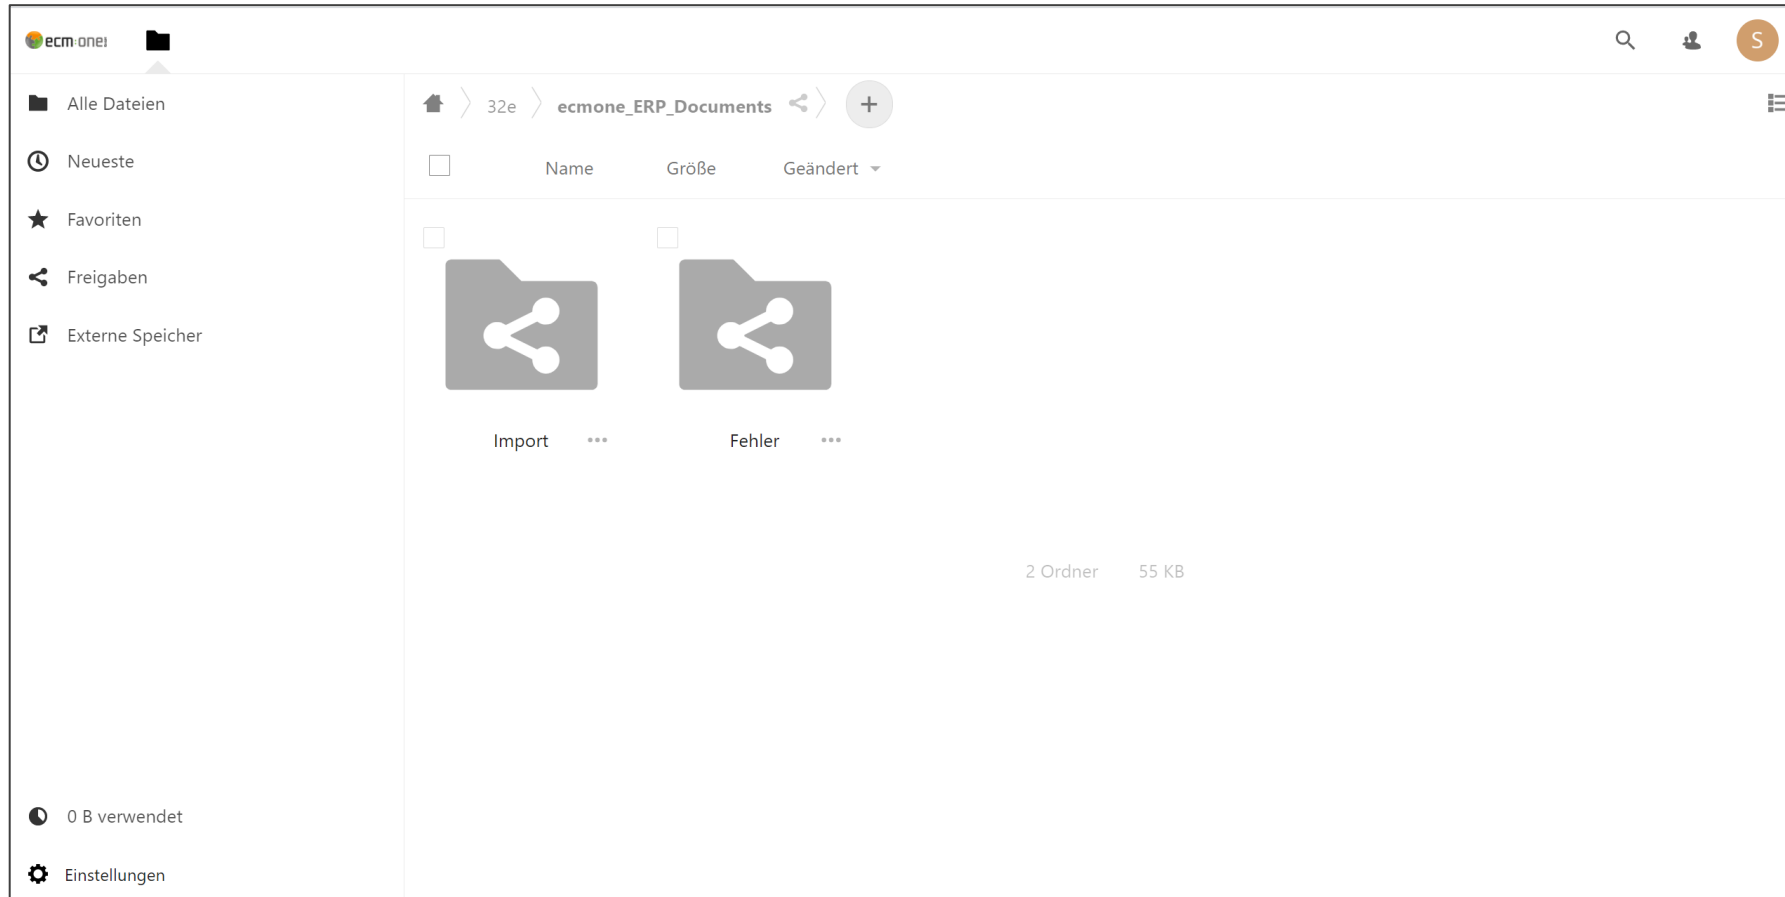 ecm:one:
S
Alle Dateien
Neueste
Favoriten
Freigaben
Externe Speicher
32e
ecmone_ERP_Documents
+
Name Größe Geändert
Import ...
Fehler ...
2 Ordner 55 KB
0 B verwendet
Einstellungen